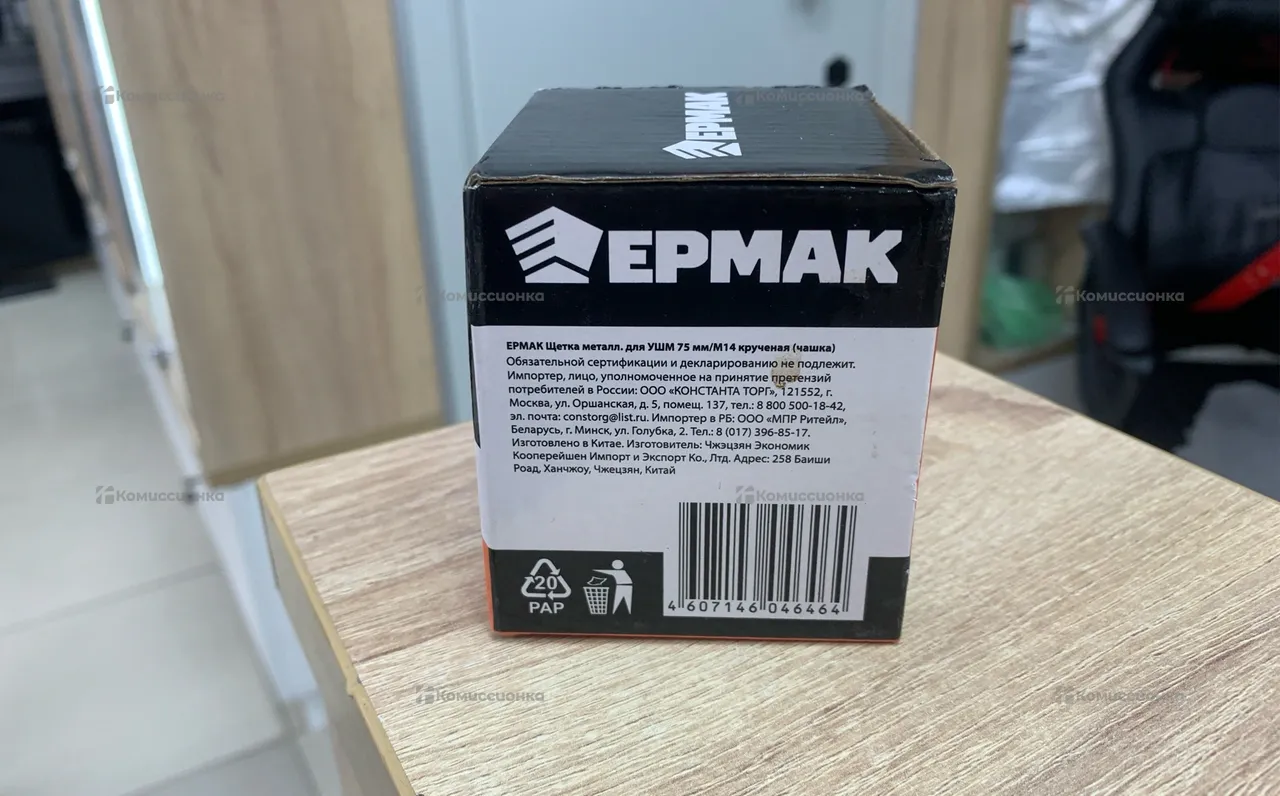 ЕРМАК
ЕРМАК
ЕРМАК Щетка металл. для УШМ 75 мм/М14 крученая (чашка)
Обязательной сертификации и декларированию не подлежит.
Импортер, лицо, уполномоченное на принятие претензий
потребителей в России: ООО «КОНСТАНТА ТОРГ», 121552, г.
Москва, ул. Оршанская, д. 5, помещ. 137, тел.: 8 800 500-18-42,
эл. почта: constorg@list.ru. Импортер в РБ: ООО «МПР Ритейл»,
Беларусь, г. Минск, ул. Голубка, 2. Тел.: 8 (017) 396-85-17.
Изготовлено в Китае. Изготовитель: Чжэцзян Экономик
Кооперейшен Импорт и Экспорт Ко., Лтд. Адрес: 258 Баиши
Роад, Ханчжоу, Чжецзян, Китай
20
PAP
4 607146 046464
Комиссионка
Комиссионка
Комиссионка
Комиссионка
Комиссионка
Комиссионка
Комиссионка
Комиссионка